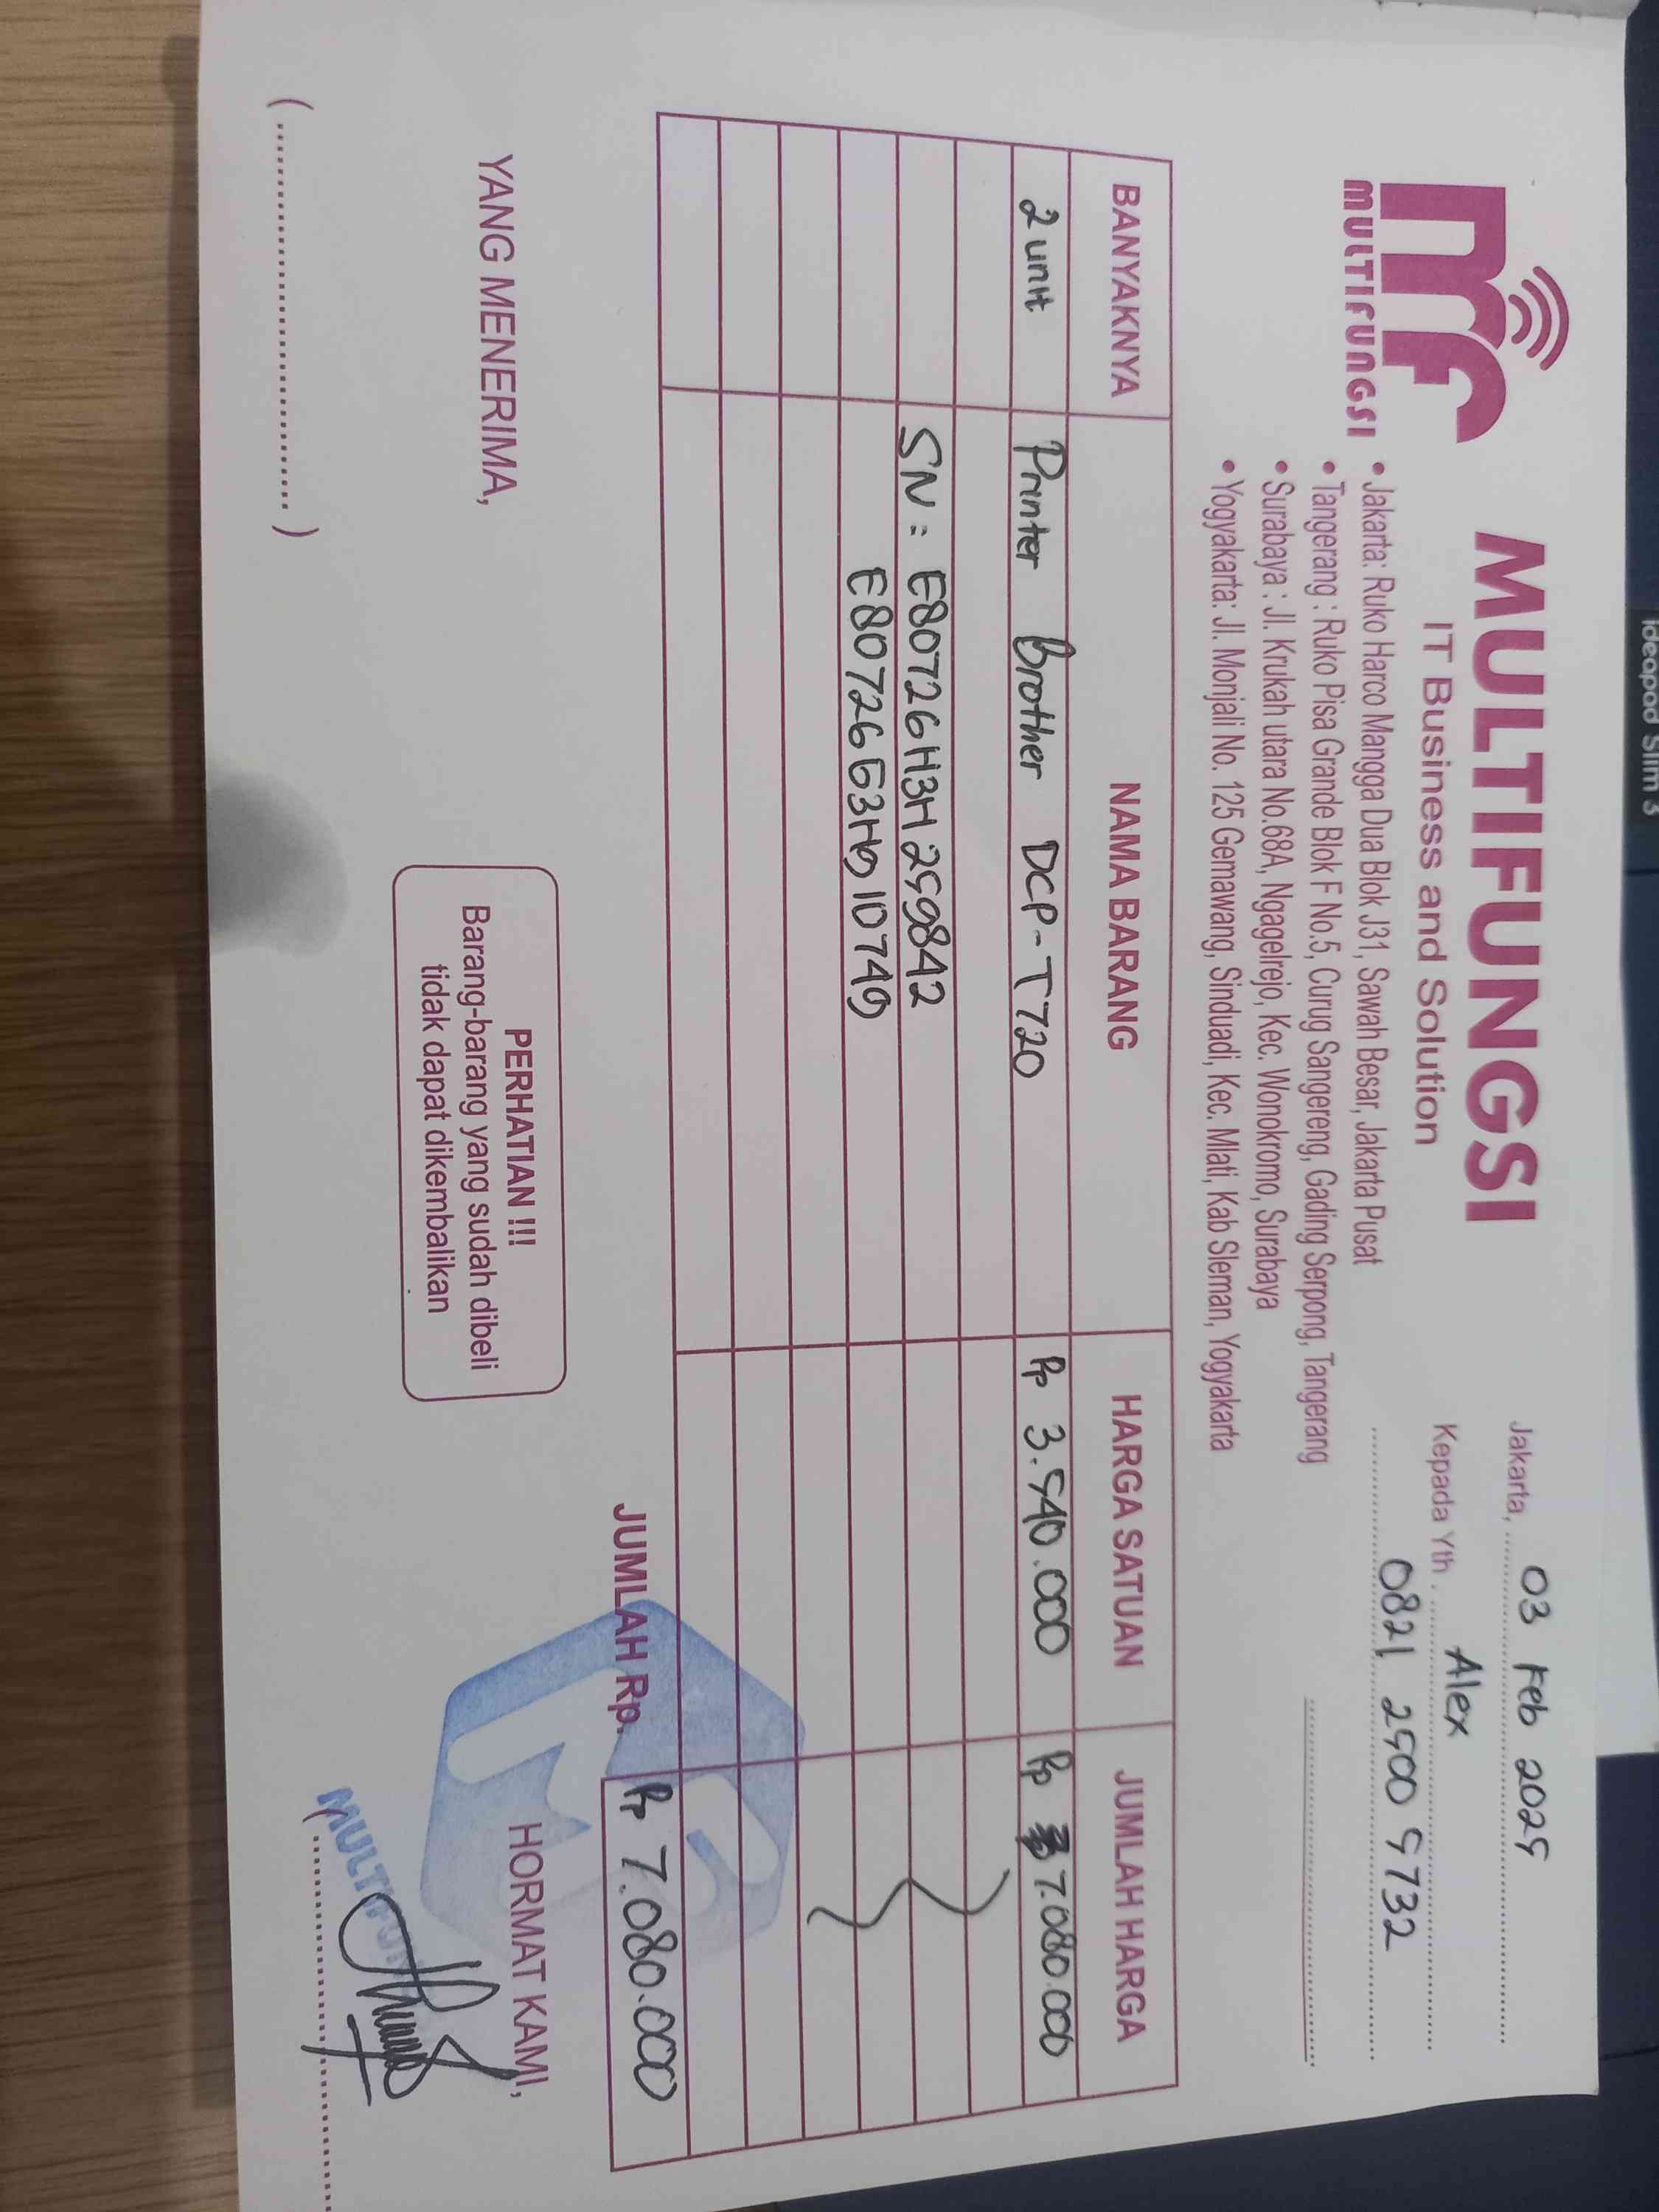 ideapad Slim 3
mf
MULTIFUNGSI
MULTIFUNGSI
IT Business and Solution
• Jakarta: Ruko Harco Mangga Dua Blok J31, Sawah Besar, Jakarta Pusat
• Tangerang : Ruko Pisa Grande Blok F No.5, Curug Sangereng, Gading Serpong, Tangerang
• Surabaya : Jl. Krukah utara No.68A, Ngagelrejo, Kec. Wonokromo, Surabaya
• Yogyakarta: Jl. Monjali No. 125 Gemawang, Sinduadi, Kec. Mlati, Kab Sleman, Yogyakarta
Jakarta, 03 Feb 2025
Kepada Yth. Alex
0821 2500 9732
BANYAKNYA NAMA BARANG HARGA SATUAN JUMLAH HARGA
2 unit Printer Brother DCP-T720 Rp 3.540.000 Rp 7.080.000
SN : E80726H3H259842
JUMLAH Rp. Rp 7.080.000
YANG MENERIMA,
PERHATIAN !!!
Barang-barang yang sudah dibeli
tidak dapat dikembalikan
HORMAT KAMI,